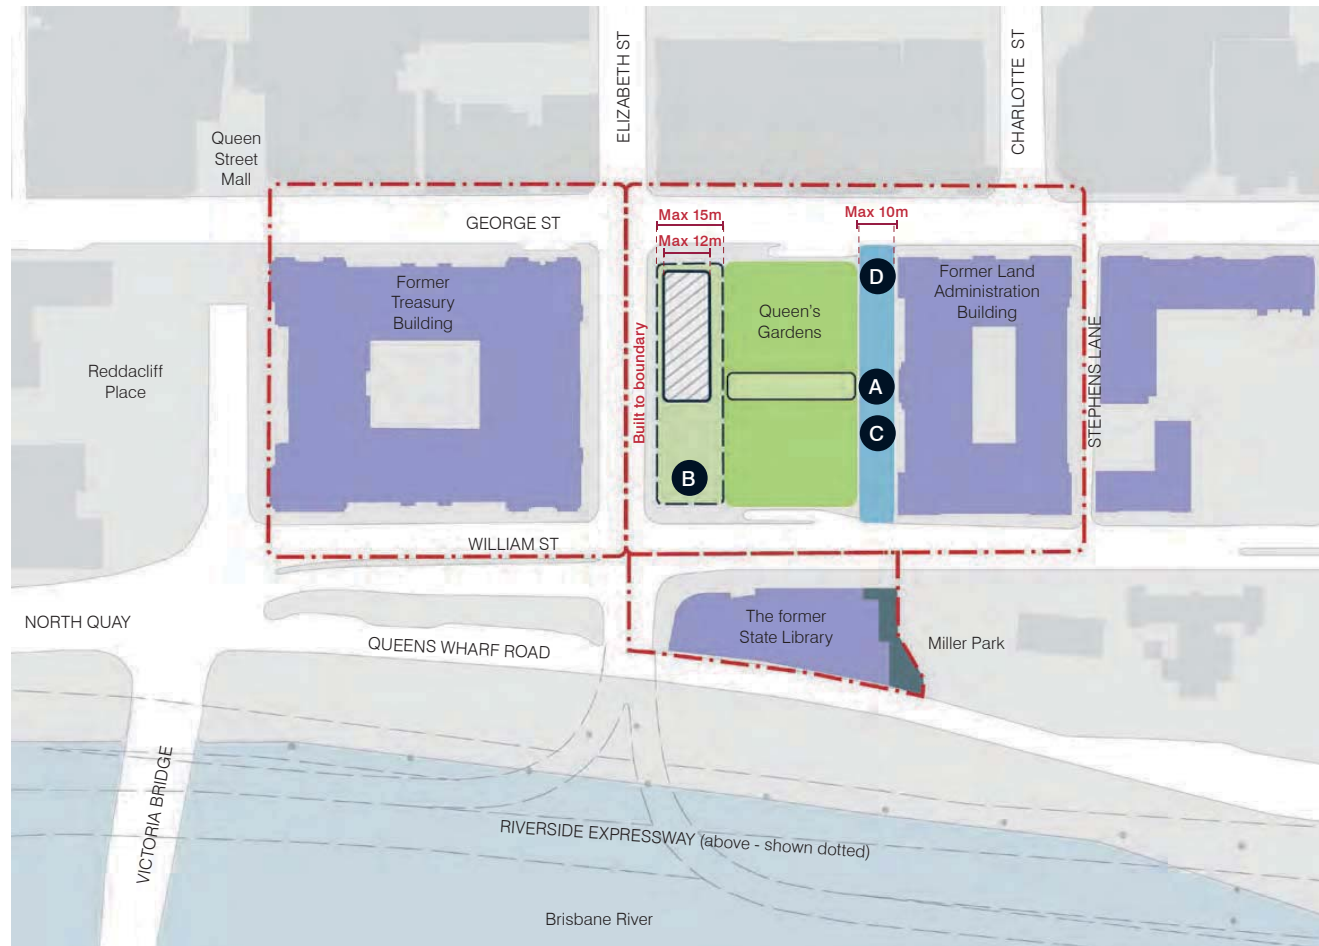 ELIZABETH ST
CHARLOTTE ST
Queen
Street
Mall
GEORGE ST
Max 15m
Max 12m
Max 10m
Former
Treasury
Building
Queen's
Gardens
D
Former Land
Administration
Building
Reddacliff
Place
Built to boundary
A
C
B
STEPHENS LANE
WILLIAM ST
NORTH QUAY
QUEENS WHARF ROAD
The former
State Library
Miller Park
VICTORIA BRIDGE
RIVERSIDE EXPRESSWAY (above - shown dotted)
Brisbane River